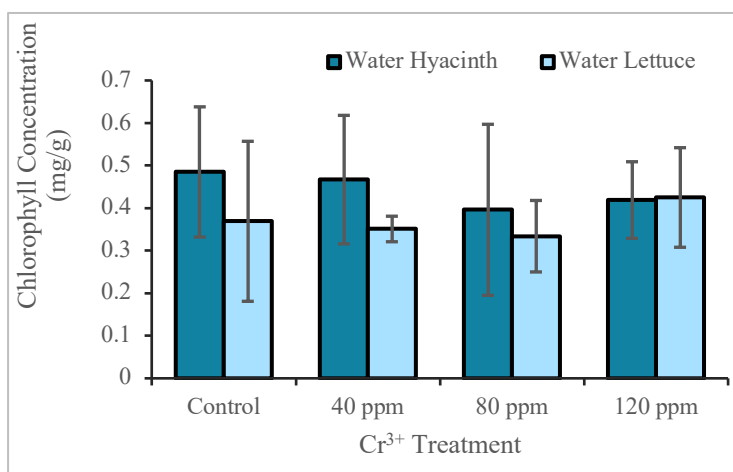 Water Hyacinth
Water Lettuce
Chlorophyll Concentration
(mg/g)
0.7
0.6
0.5
0.4
0.3
0.2
0.1
0
Control
40 ppm
80 ppm
120 ppm
Cr³⁺ Treatment